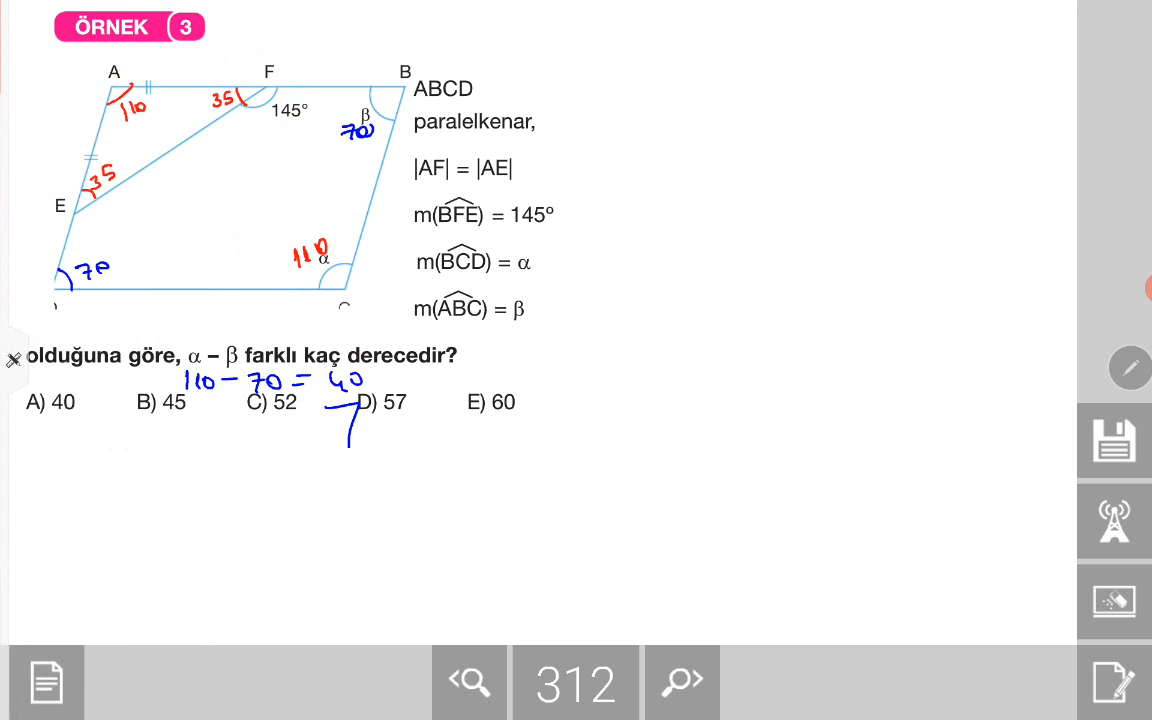 ÖRNEK 3
A F B
110 35 145° β 70
35
E
110 α
70
ABCD
paralelkenar,
|AF| = |AE|
m(BFE) = 145°
m(BCD) = α
m(ABC) = β
olduğuna göre, α – β farklı kaç derecedir?
110 – 70 = 40
A) 40 B) 45 C) 52 D) 57 E) 60
312